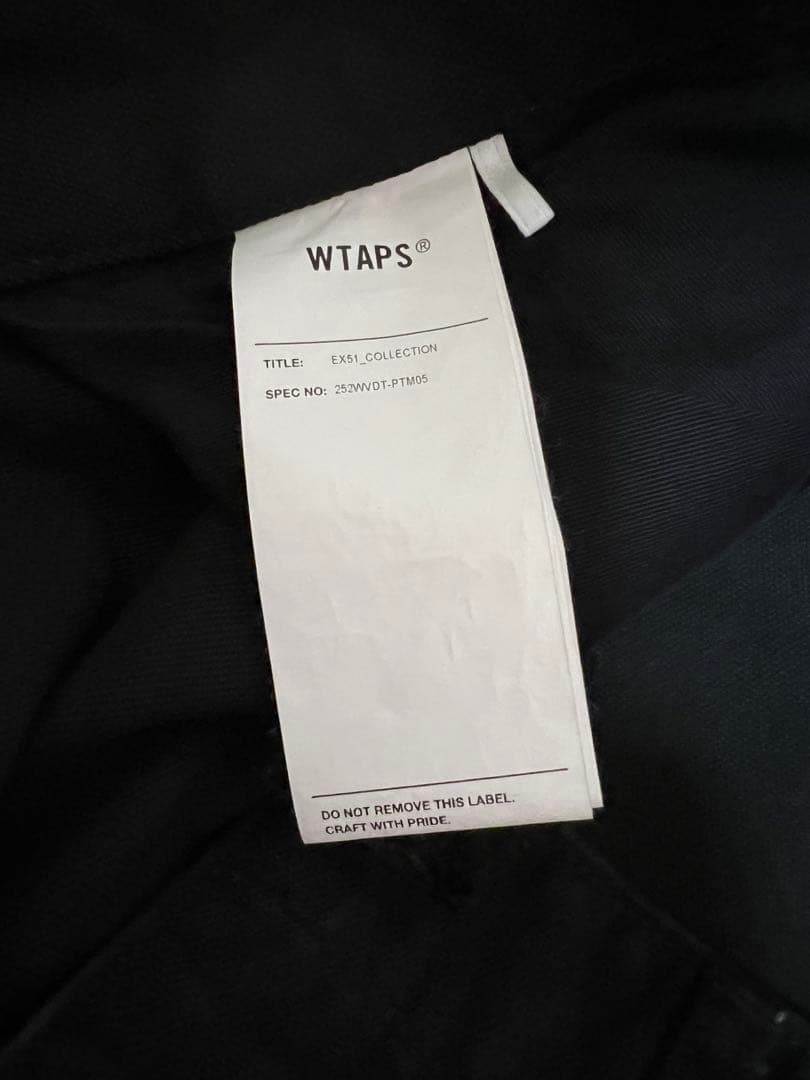 WTAPS®
TITLE: EX51_COLLECTION
SPEC NO: 252WVDT-PTM05
DO NOT REMOVE THIS LABEL.
CRAFT WITH PRIDE.